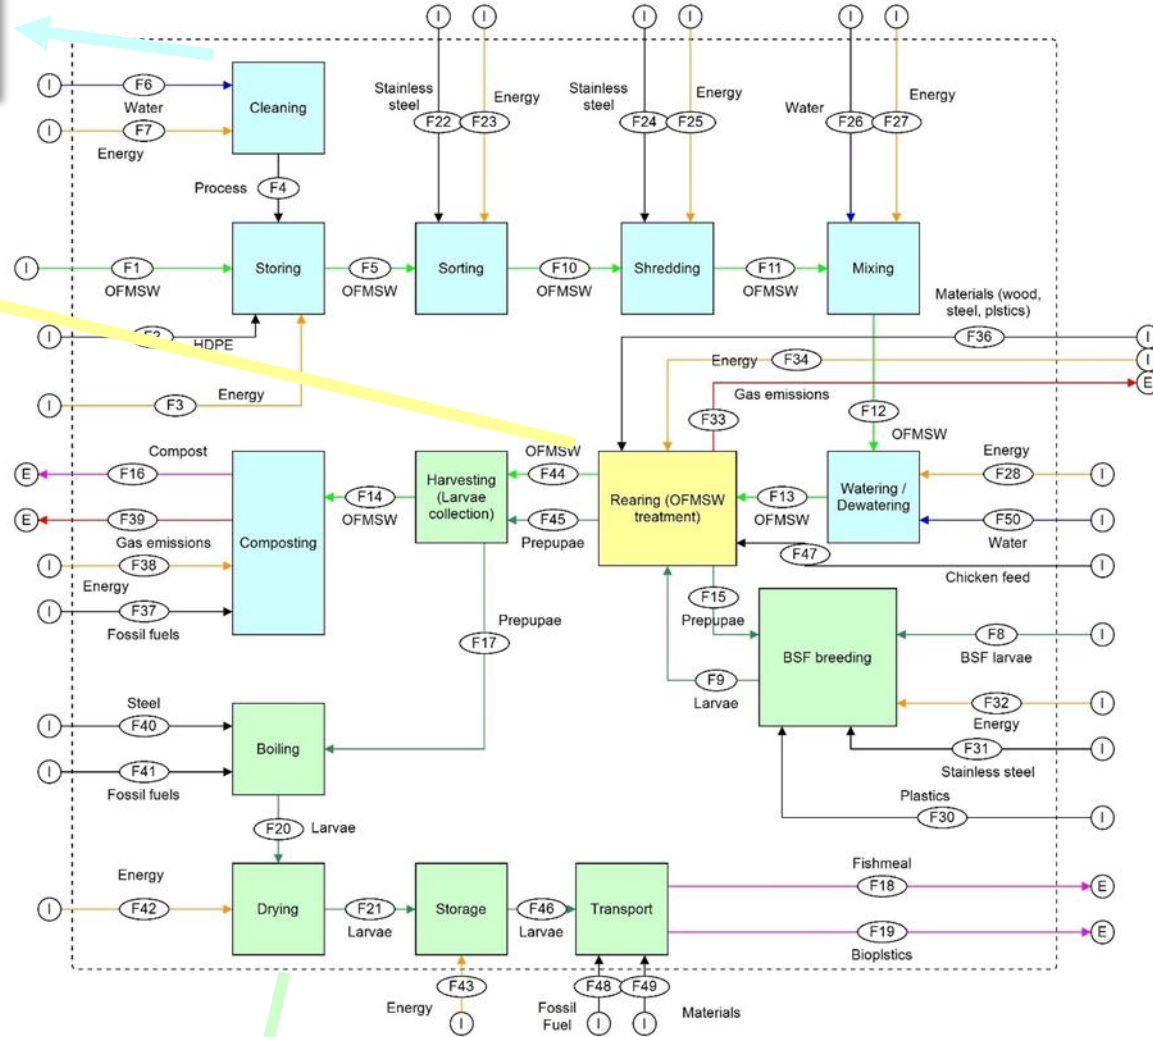 I
I
I
I
I
I
F22
F23
F24
F25
F26
F27
Stainless
steel
Energy
Stainless
steel
Energy
Water
Energy
I
F6
Water
I
F7
Energy
Cleaning
Process
F4
I
F1
OFMSW
Storing
F5
OFMSW
Sorting
F10
OFMSW
Shredding
F11
OFMSW
Mixing
I
F2
HDPE
I
F3
Energy
Materials (wood,
steel, plstics)
F36
I
Energy
F34
I
Gas emissions
E
F33
F12
OFMSW
E
F16
Compost
E
F39
Gas emissions
I
F38
Energy
I
F37
Fossil fuels
Composting
F14
OFMSW
Harvesting
(Larvae
collection)
OFMSW
F44
F45
Prepupae
Rearing (OFMSW
treatment)
F13
OFMSW
Watering /
Dewatering
Energy
F28
I
F50
I
Water
F47
Chicken feed
I
F15
Prepupae
F17
Prepupae
F9
Larvae
BSF breeding
F8
BSF larvae
I
F32
Energy
I
F31
Stainless steel
I
Plastics
F30
I
Steel
I
F40
I
F41
Fossil fuels
Boiling
F20
Larvae
Energy
I
F42
Drying
F21
Larvae
Storage
F46
Larvae
Transport
Fishmeal
F18
E
F19
Bioplstics
E
Energy
F43
I
Fossil
Fuel
F48
I
F49
I
Materials